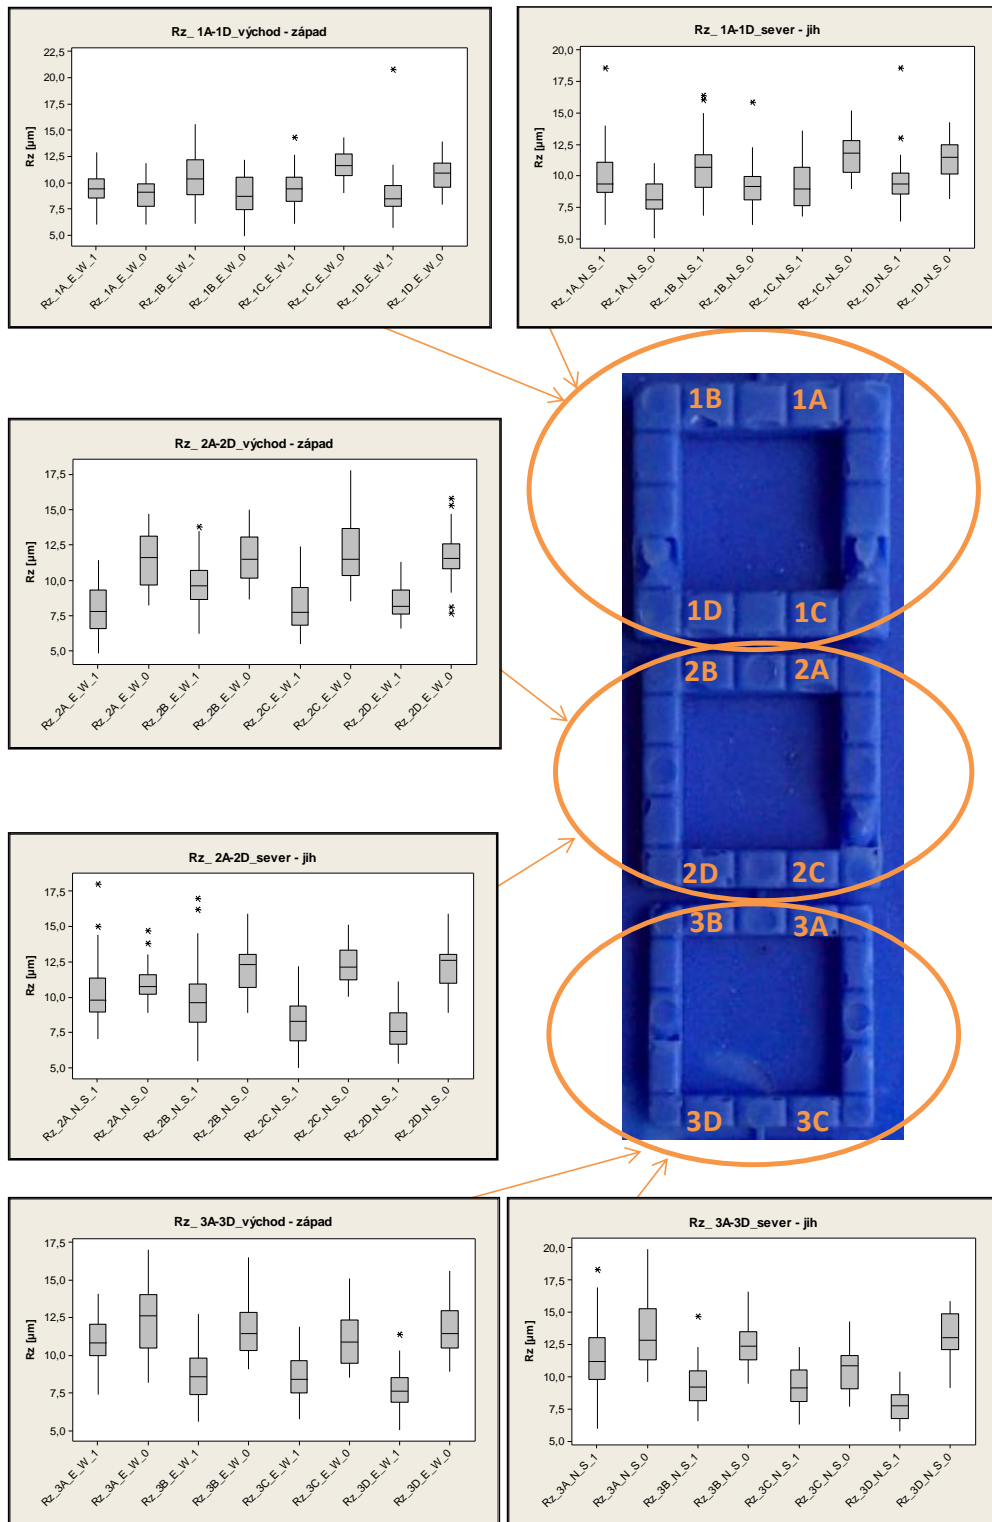 Rz_ 1A-1D_východ - západ
Rz [µm]
22,5
20,0
17,5
15,0
12,5
10,0
7,5
5,0
Rz_1A_E_W_1
Rz_1A_E_W_0
Rz_1B_E_W_1
Rz_1B_E_W_0
Rz_1C_E_W_1
Rz_1C_E_W_0
Rz_1D_E_W_1
Rz_1D_E_W_0
Rz_ 1A-1D_sever - jih
Rz [µm]
20,0
17,5
15,0
12,5
10,0
7,5
5,0
Rz_1A_N_S_1
Rz_1A_N_S_0
Rz_1B_N_S_1
Rz_1B_N_S_0
Rz_1C_N_S_1
Rz_1C_N_S_0
Rz_1D_N_S_1
Rz_1D_N_S_0
1B 1A
1D 1C
Rz_ 2A-2D_východ - západ
Rz [µm]
17,5
15,0
12,5
10,0
7,5
5,0
Rz_2A_E_W_1
Rz_2A_E_W_0
Rz_2B_E_W_1
Rz_2B_E_W_0
Rz_2C_E_W_1
Rz_2C_E_W_0
Rz_2D_E_W_1
Rz_2D_E_W_0
2B 2A
2D 2C
Rz_ 2A-2D_sever - jih
Rz [µm]
17,5
15,0
12,5
10,0
7,5
5,0
Rz_2A_N_S_1
Rz_2A_N_S_0
Rz_2B_N_S_1
Rz_2B_N_S_0
Rz_2C_N_S_1
Rz_2C_N_S_0
Rz_2D_N_S_1
Rz_2D_N_S_0
3B 3A
3D 3C
Rz_ 3A-3D_východ - západ
Rz [µm]
17,5
15,0
12,5
10,0
7,5
5,0
Rz_3A_E_W_1
Rz_3A_E_W_0
Rz_3B_E_W_1
Rz_3B_E_W_0
Rz_3C_E_W_1
Rz_3C_E_W_0
Rz_3D_E_W_1
Rz_3D_E_W_0
Rz_ 3A-3D_sever - jih
Rz [µm]
20,0
17,5
15,0
12,5
10,0
7,5
5,0
Rz_3A_N_S_1
Rz_3A_N_S_0
Rz_3B_N_S_1
Rz_3B_N_S_0
Rz_3C_N_S_1
Rz_3C_N_S_0
Rz_3D_N_S_1
Rz_3D_N_S_0